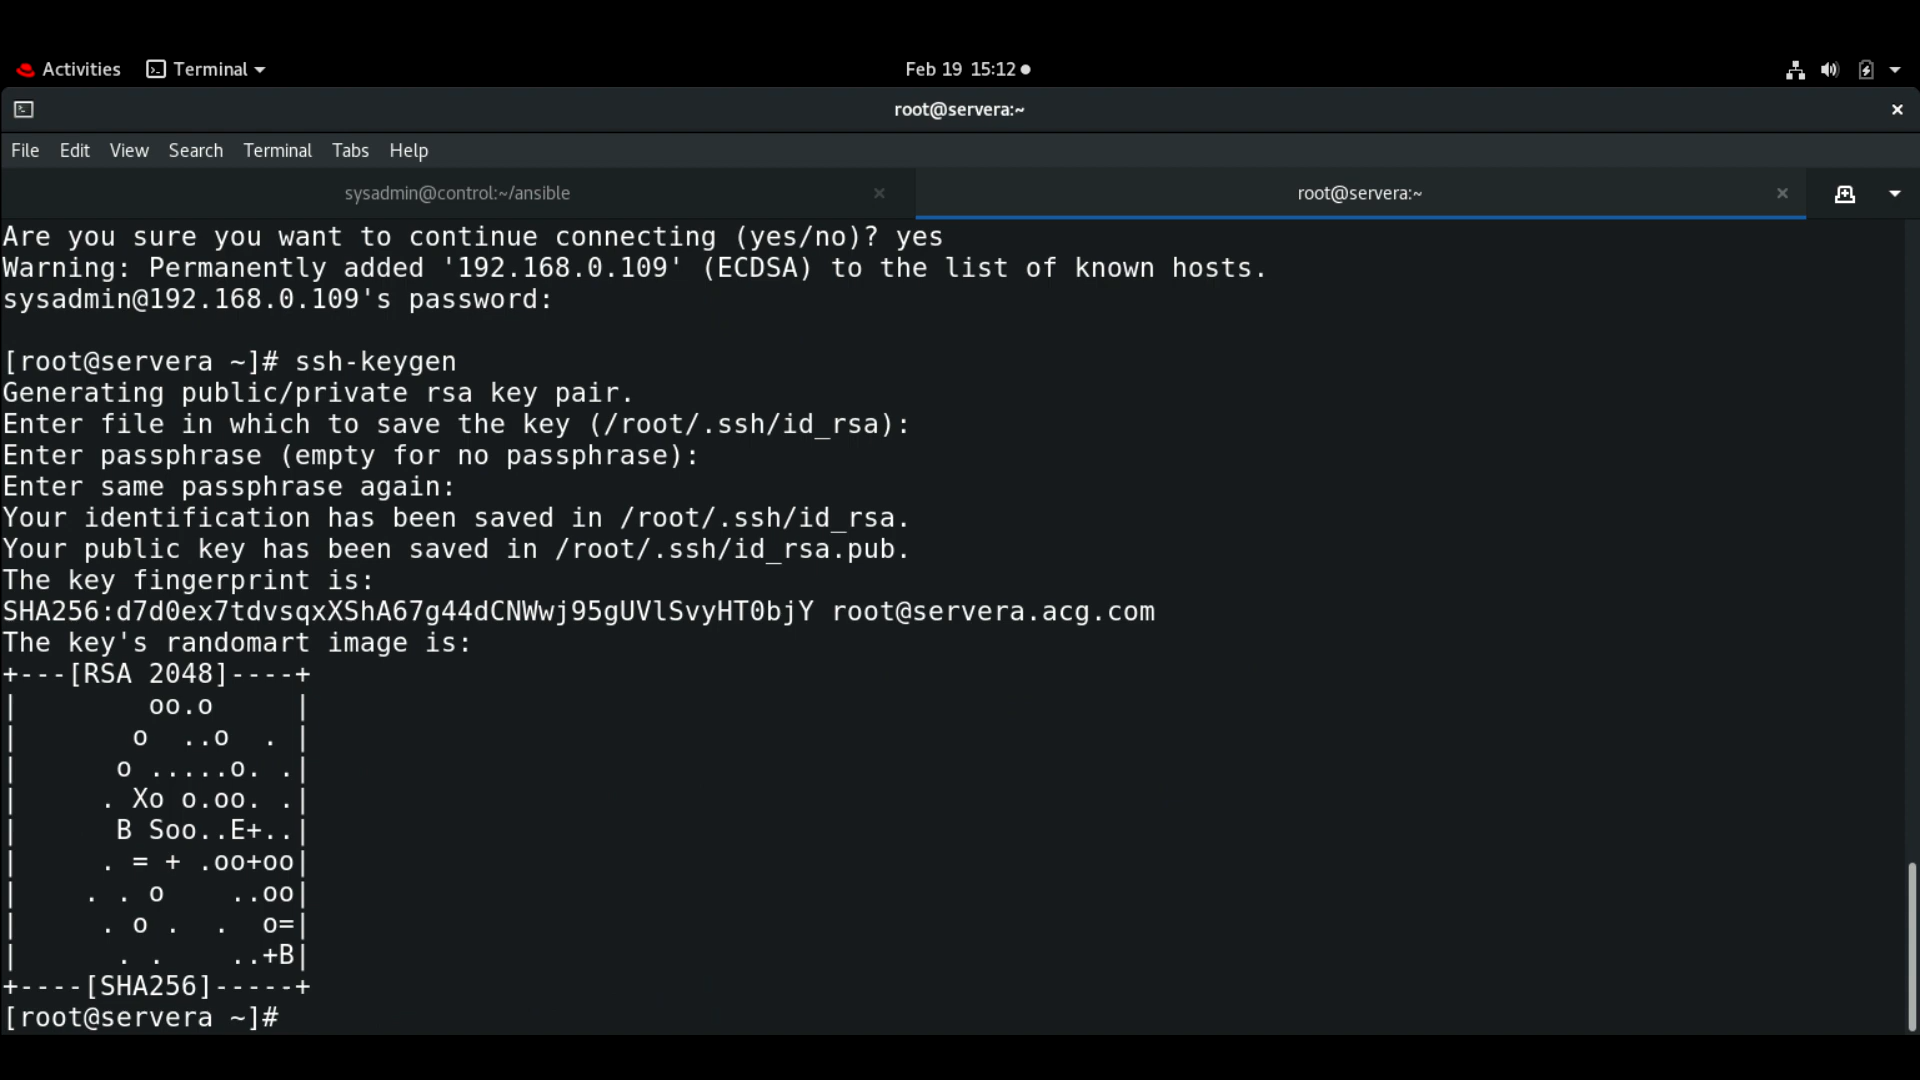 Activities Terminal Feb 19 15:12
root@servera:~
File Edit View Search Terminal Tabs Help
sysadmin@control:~/ansible root@servera:~
Are you sure you want to continue connecting (yes/no)? yes
Warning: Permanently added '192.168.0.109' (ECDSA) to the list of known hosts.
sysadmin@192.168.0.109's password:

[root@servera ~]# ssh-keygen
Generating public/private rsa key pair.
Enter file in which to save the key (/root/.ssh/id_rsa):
Enter passphrase (empty for no passphrase):
Enter same passphrase again:
Your identification has been saved in /root/.ssh/id_rsa.
Your public key has been saved in /root/.ssh/id_rsa.pub.
The key fingerprint is:
SHA256:d7d0ex7tdvsqxXShA67g44dCNWwj95gUVlSvyHT0bjY root@servera.acg.com
The key's randomart image is:
+---[RSA 2048]----+
|        oo.o     |
|       o  ..o  . |
|      o .....o. .|
|     . Xo o.oo. .|
|      B Soo..E+..|
|     . = + .oo+oo|
|    . . o    ..oo|
|     . o .  .  o=|
|      . .    ..+B|
+----[SHA256]-----+
[root@servera ~]#